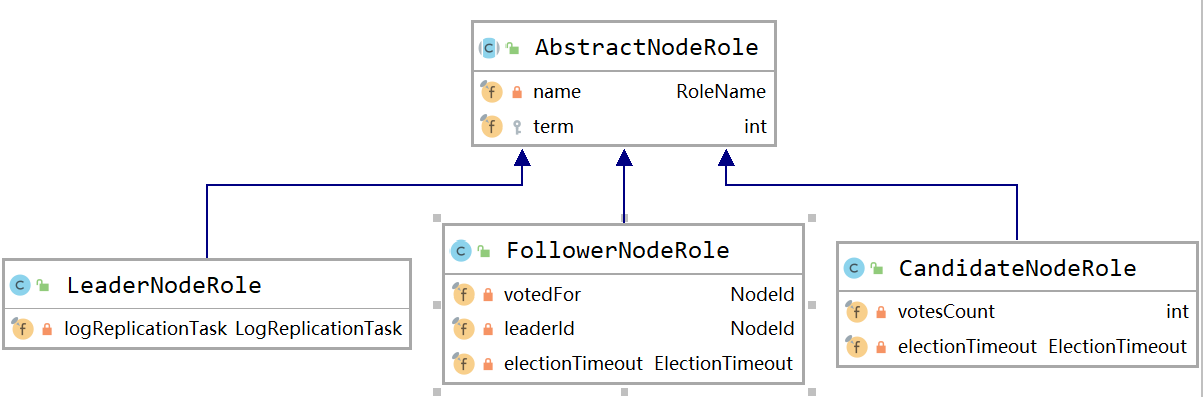 AbstractNodeRole
name RoleName
term int
LeaderNodeRole
logReplicationTask LogReplicationTask
FollowerNodeRole
votedFor NodeId
leaderId NodeId
electionTimeout ElectionTimeout
CandidateNodeRole
votesCount int
electionTimeout ElectionTimeout